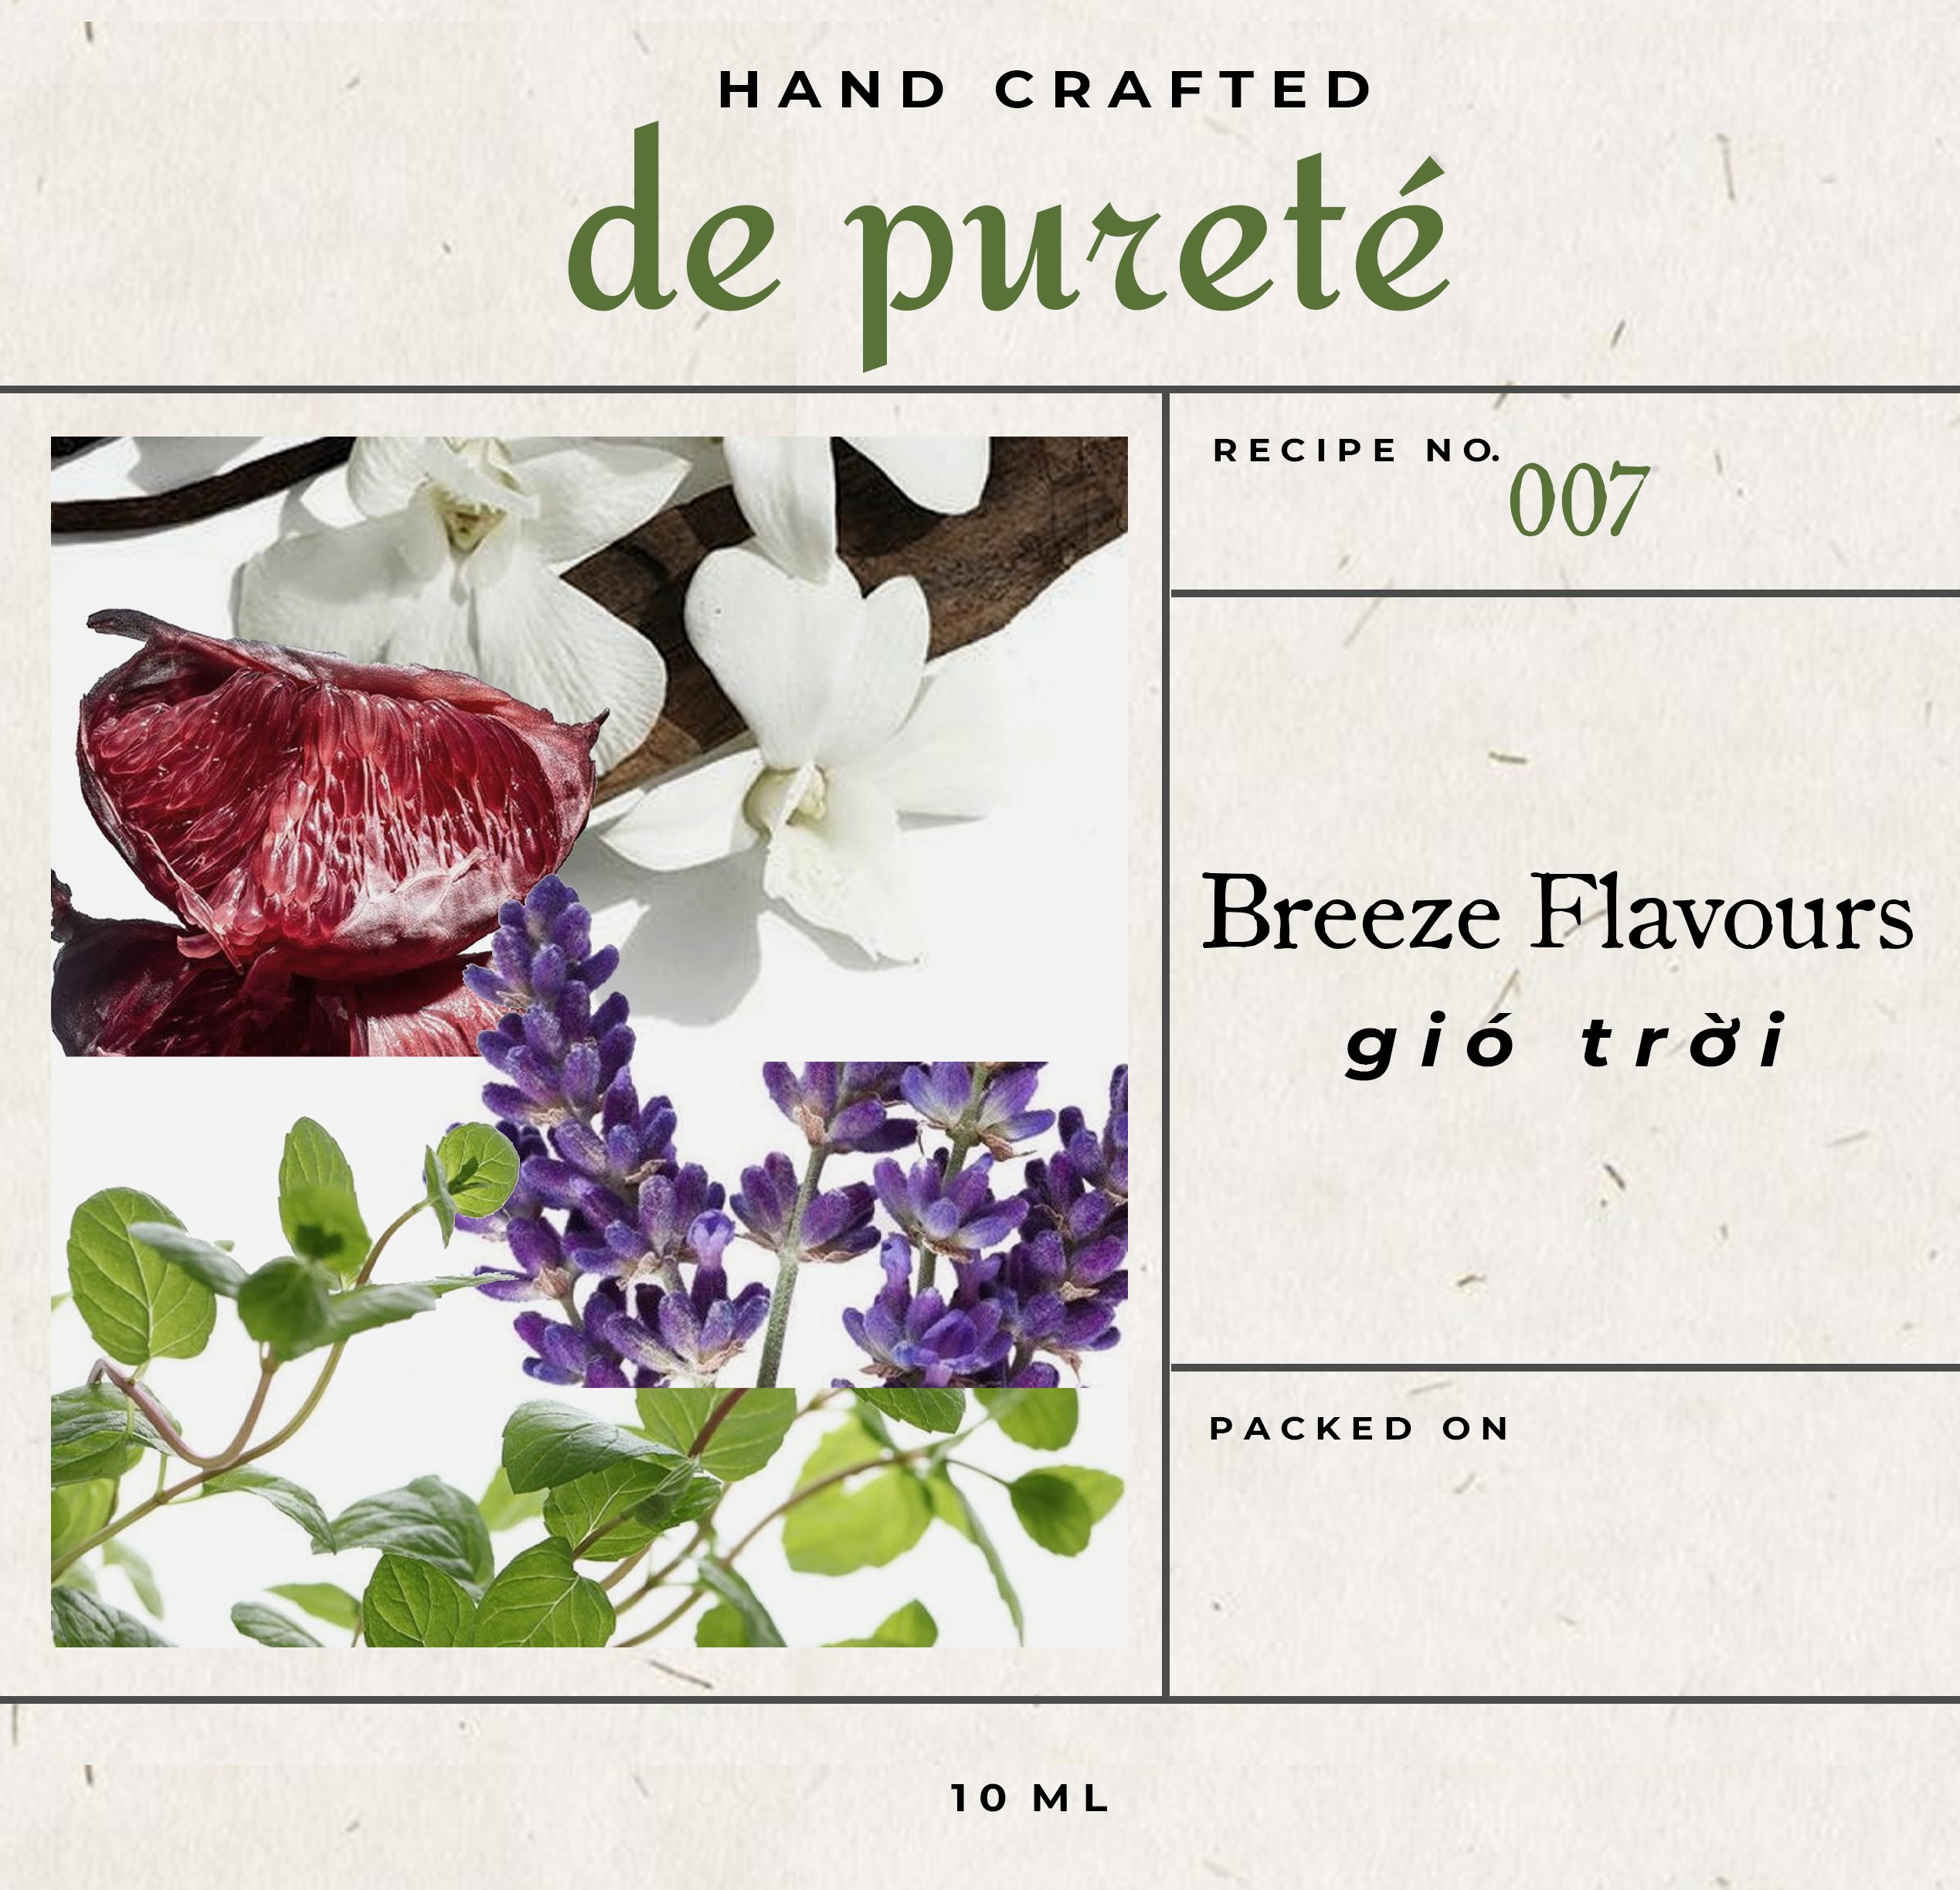 HAND CRAFTED
de pureté
RECIPE NO.
007
Breeze Flavours
gió trời
PACKED ON
10 ML